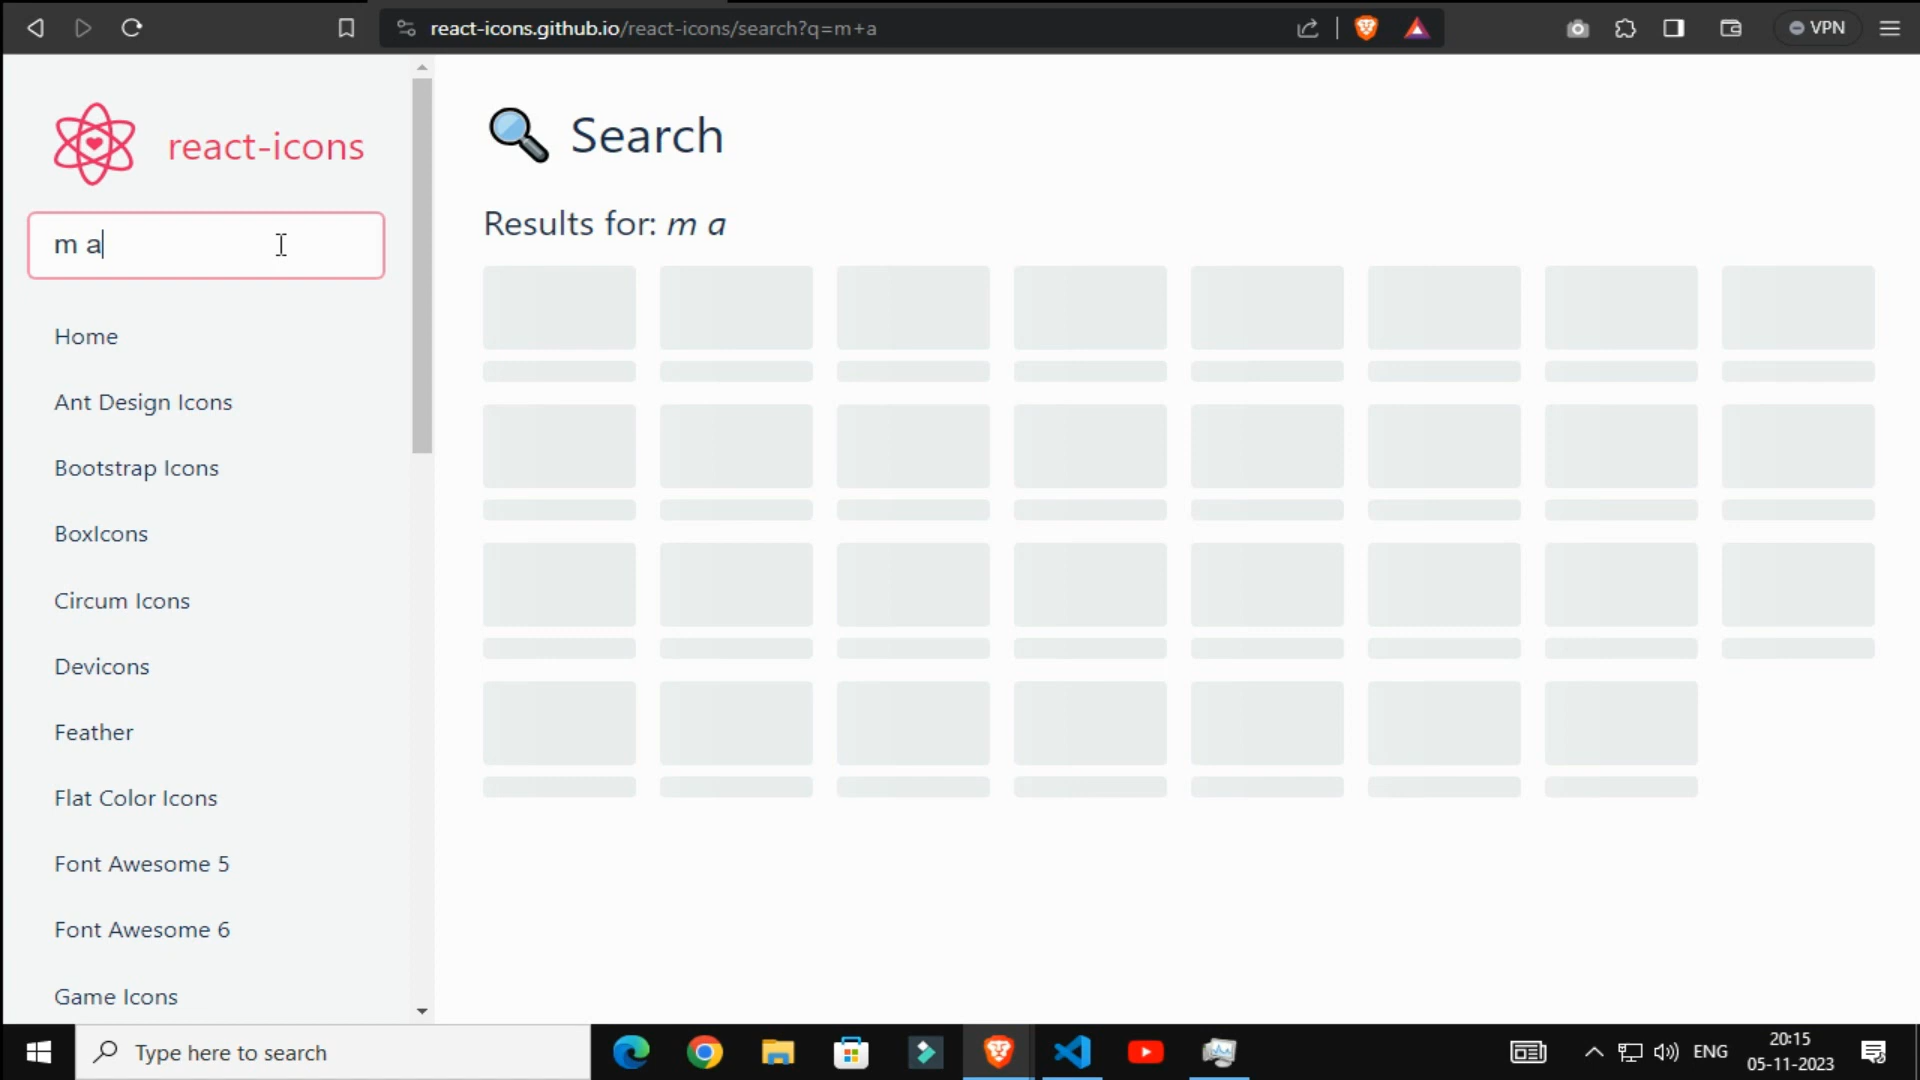 react-icons.github.io/react-icons/search?q=m+a
VPN
react-icons
m a
Home
Ant Design Icons
Bootstrap Icons
BoxIcons
Circum Icons
Devicons
Feather
Flat Color Icons
Font Awesome 5
Font Awesome 6
Game Icons
Search
Results for: m a
Type here to search
ENG
20:15
05-11-2023